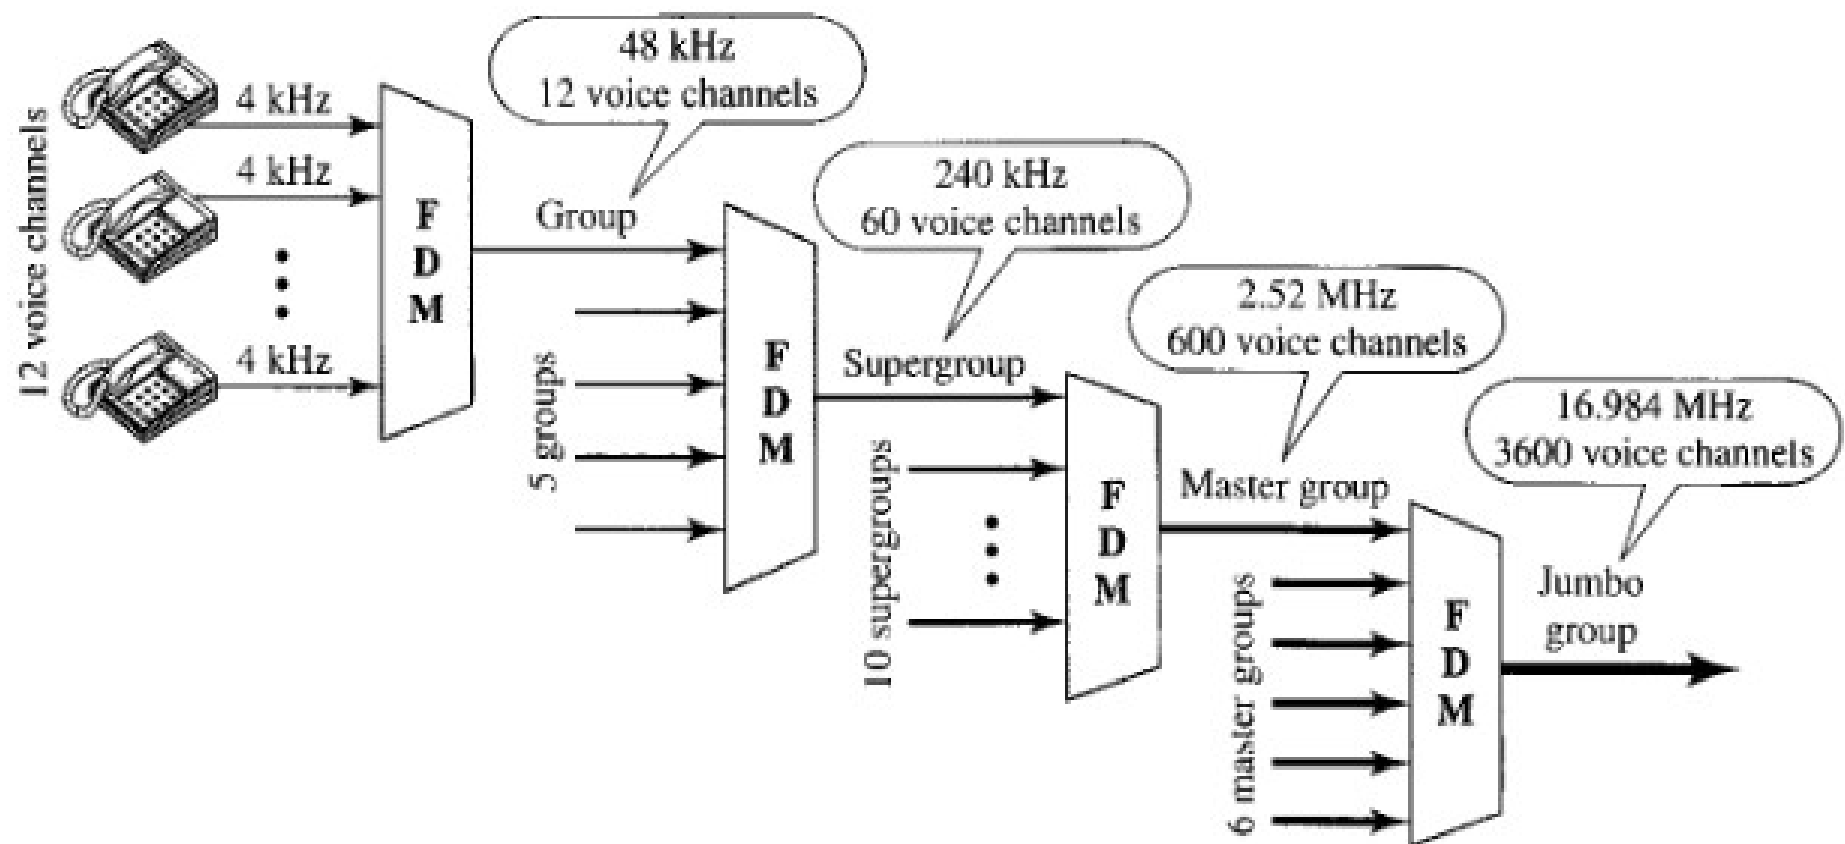 12 voice channels
4 kHz
4 kHz
4 kHz
F
D
M
48 kHz
12 voice channels
Group
5 groups
F
D
M
240 kHz
60 voice channels
Supergroup
10 supergroups
F
D
M
2.52 MHz
600 voice channels
Master group
6 master groups
F
D
M
16.984 MHz
3600 voice channels
Jumbo
group